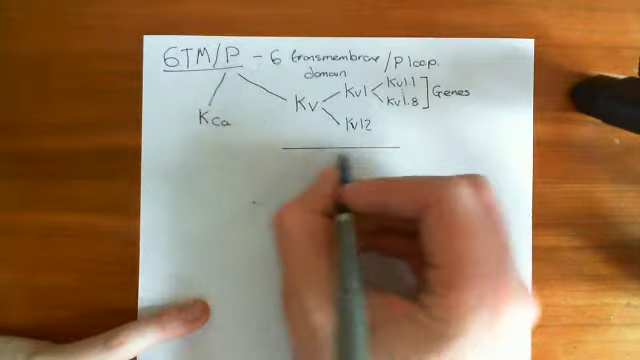 6TM/P - 6 transmembrane / P loop.
domain
KCa
Kv
Kv1
Kv1.1
Kv1.8
Genes
Kv12